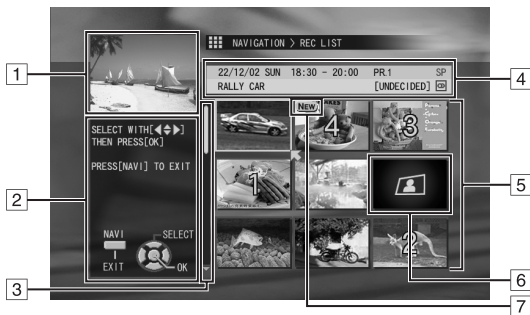 NAVIGATION > REC LIST
22/12/02 SUN 18:30 - 20:00 PR.1 SP
RALLY CAR [UNDECIDED]
SELECT WITH[◀♦▶]
THEN PRESS[OK]
PRESS[NAVI] TO EXIT
NAVI
SELECT
EXIT
OK
NEW
4
3
1
2
1
2
3
4
5
6
7